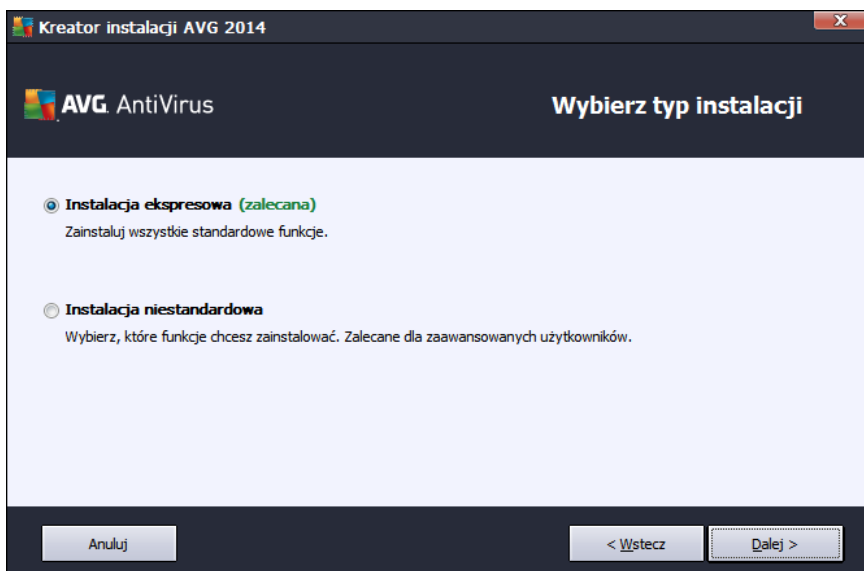 Kreator instalacji AVG 2014
X
AVG. AntiVirus
Wybierz typ instalacji
Instalacja ekspresowa (zalecana)
Zainstaluj wszystkie standardowe funkcje.
Instalacja niestandardowa
Wybierz, które funkcje chcesz zainstalować. Zalecane dla zaawansowanych użytkowników.
Anuluj
< Wstecz
Dalej >